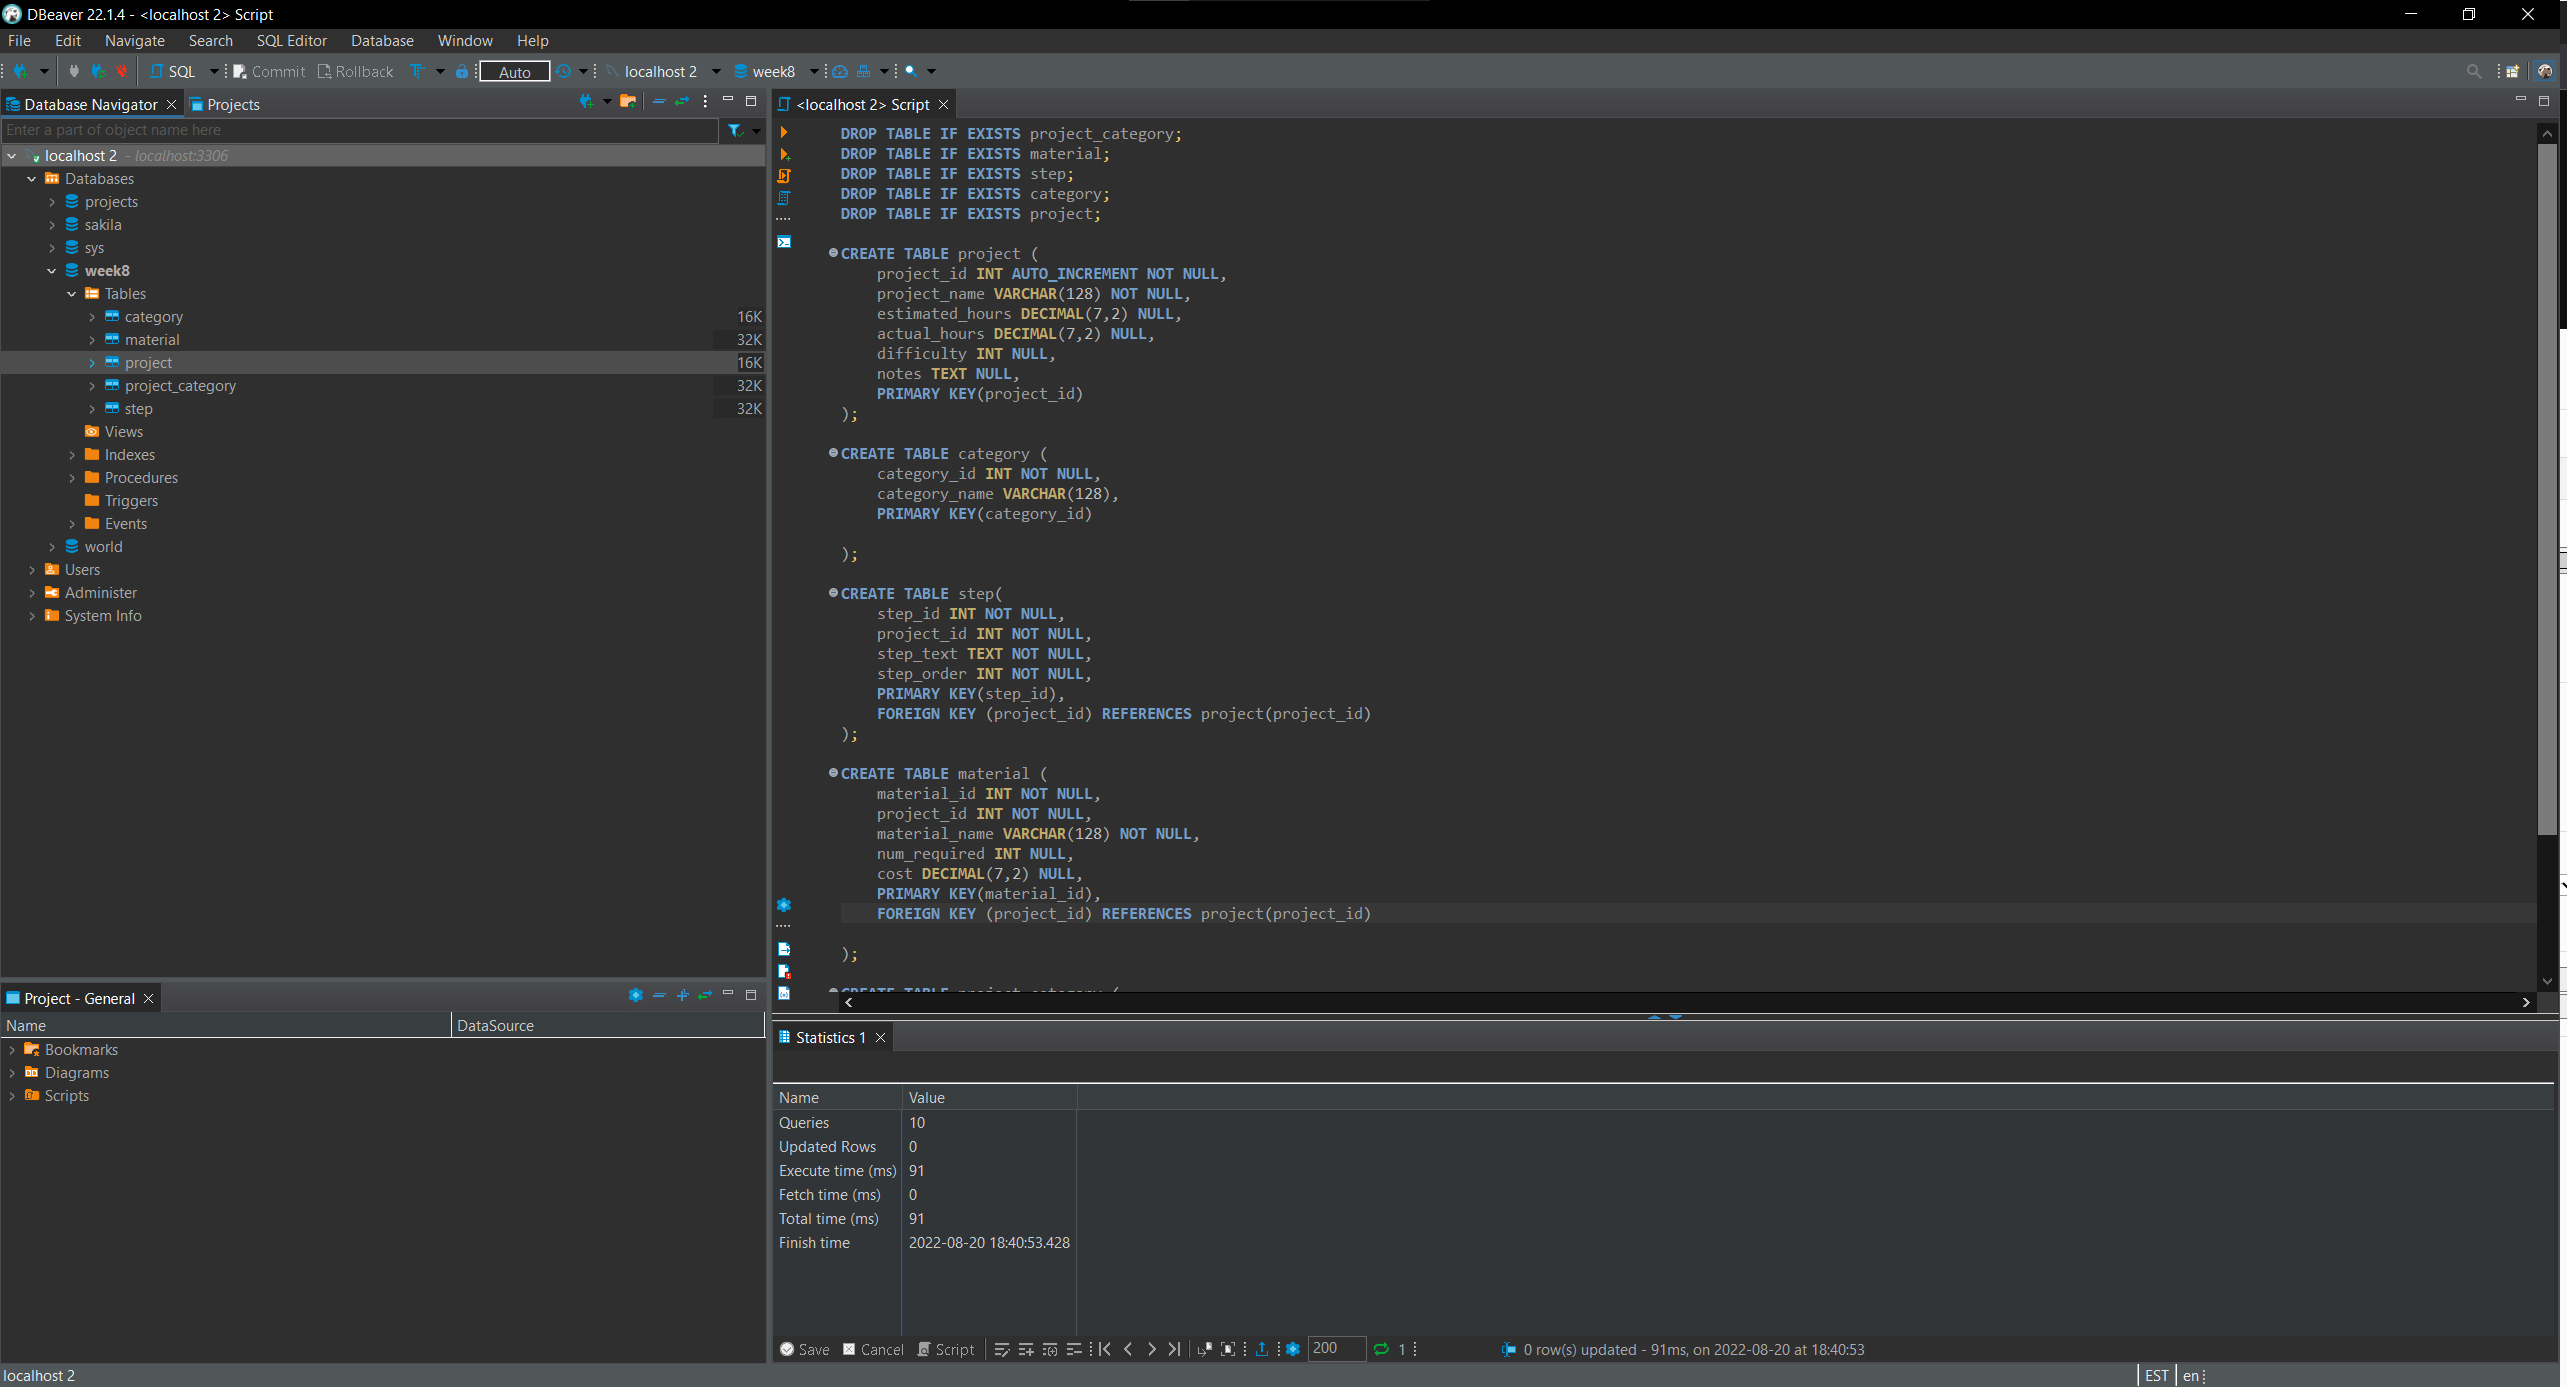 DBeaver 22.1.4 - <localhost 2> Script
File Edit Navigate Search SQL Editor Database Window Help
SQL Commit Rollback Auto localhost 2 week8
Database Navigator Projects
Enter a part of object name here
localhost 2 - localhost:3306
Databases
projects
sakila
sys
week8
Tables
category 16K
material 32K
project 16K
project_category 32K
step 32K
Views
Indexes
Procedures
Triggers
Events
world
Users
Administer
System Info
Project - General
Name DataSource
Bookmarks
Diagrams
Scripts
<localhost 2> Script
DROP TABLE IF EXISTS project_category;
DROP TABLE IF EXISTS material;
DROP TABLE IF EXISTS step;
DROP TABLE IF EXISTS category;
DROP TABLE IF EXISTS project;
CREATE TABLE project (
project_id INT AUTO_INCREMENT NOT NULL,
project_name VARCHAR(128) NOT NULL,
estimated_hours DECIMAL(7,2) NULL,
actual_hours DECIMAL(7,2) NULL,
difficulty INT NULL,
notes TEXT NULL,
PRIMARY KEY(project_id)
);
CREATE TABLE category (
category_id INT NOT NULL,
category_name VARCHAR(128),
PRIMARY KEY(category_id)
);
CREATE TABLE step(
step_id INT NOT NULL,
project_id INT NOT NULL,
step_text TEXT NOT NULL,
step_order INT NOT NULL,
PRIMARY KEY(step_id),
FOREIGN KEY (project_id) REFERENCES project(project_id)
);
CREATE TABLE material (
material_id INT NOT NULL,
project_id INT NOT NULL,
material_name VARCHAR(128) NOT NULL,
num_required INT NULL,
cost DECIMAL(7,2) NULL,
PRIMARY KEY(material_id),
FOREIGN KEY (project_id) REFERENCES project(project_id)
);
CREATE TABLE project_category (
Statistics 1
Name Value
Queries 10
Updated Rows 0
Execute time (ms) 91
Fetch time (ms) 0
Total time (ms) 91
Finish time 2022-08-20 18:40:53.428
Save Cancel Script 200 1 0 row(s) updated - 91ms, on 2022-08-20 at 18:40:53
localhost 2 EST en